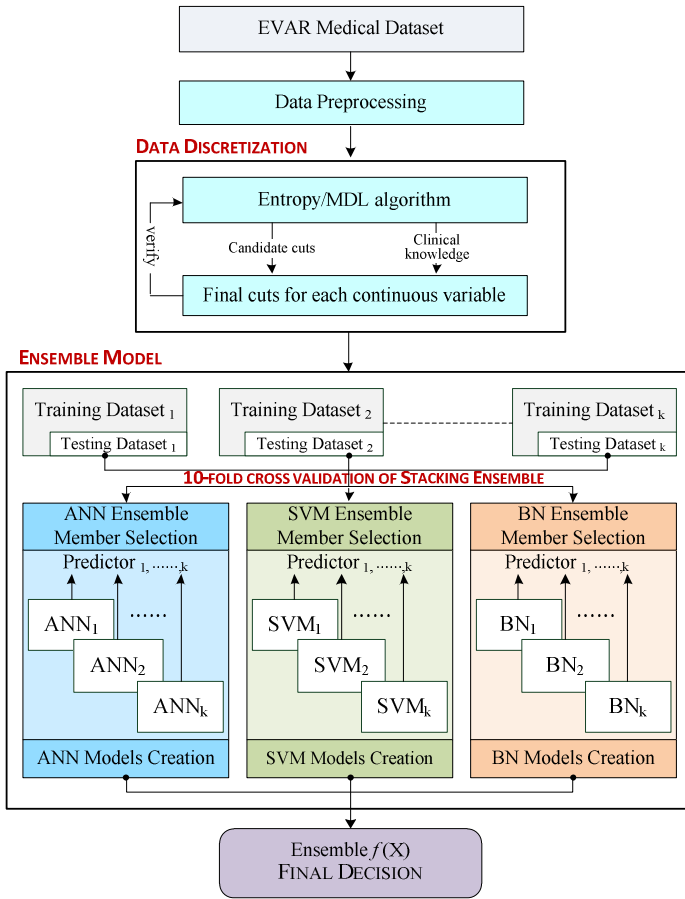 EVAR Medical Dataset
Data Preprocessing
DATA DISCRETIZATION
Entropy/MDL algorithm
verify
Candidate cuts
Clinical
knowledge
Final cuts for each continuous variable
ENSEMBLE MODEL
Training Dataset 1
Testing Dataset 1
Training Dataset 2
Testing Dataset 2
Training Dataset k
Testing Dataset k
10-FOLD CROSS VALIDATION OF STACKING ENSEMBLE
ANN Ensemble
Member Selection
Predictor 1, ......,k
ANN1
......
ANN2
ANNk
ANN Models Creation
SVM Ensemble
Member Selection
Predictor 1, ......,k
SVM1
......
SVM2
SVMk
SVM Models Creation
BN Ensemble
Member Selection
Predictor 1, ......,k
BN1
......
BN2
BNk
BN Models Creation
Ensemble f (X)
FINAL DECISION